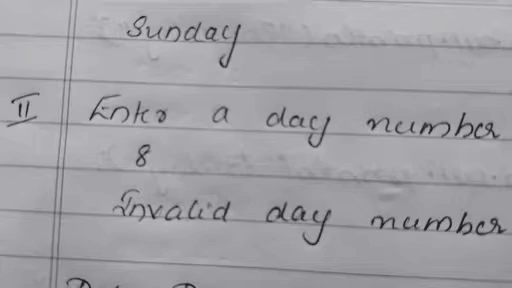 Sunday
II Enter a day number
8
Invalid day number